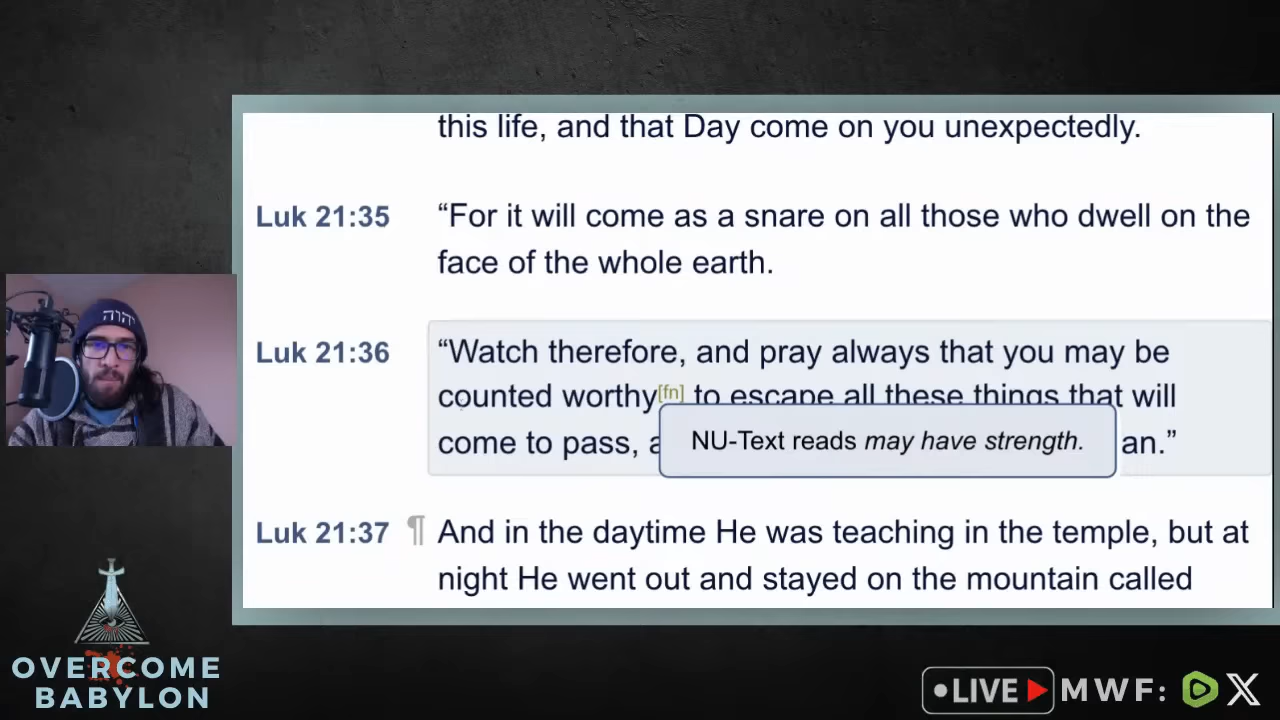 this life, and that Day come on you unexpectedly.
Luk 21:35 “For it will come as a snare on all those who dwell on the
face of the whole earth.
Luk 21:36 “Watch therefore, and pray always that you may be
counted worthy[fn] to escape all these things that will
come to pass, a
NU-Text reads may have strength.
an.”
Luk 21:37 ¶ And in the daytime He was teaching in the temple, but at
night He went out and stayed on the mountain called
יהוה
OVERCOME
BABYLON
LIVE MWF: X